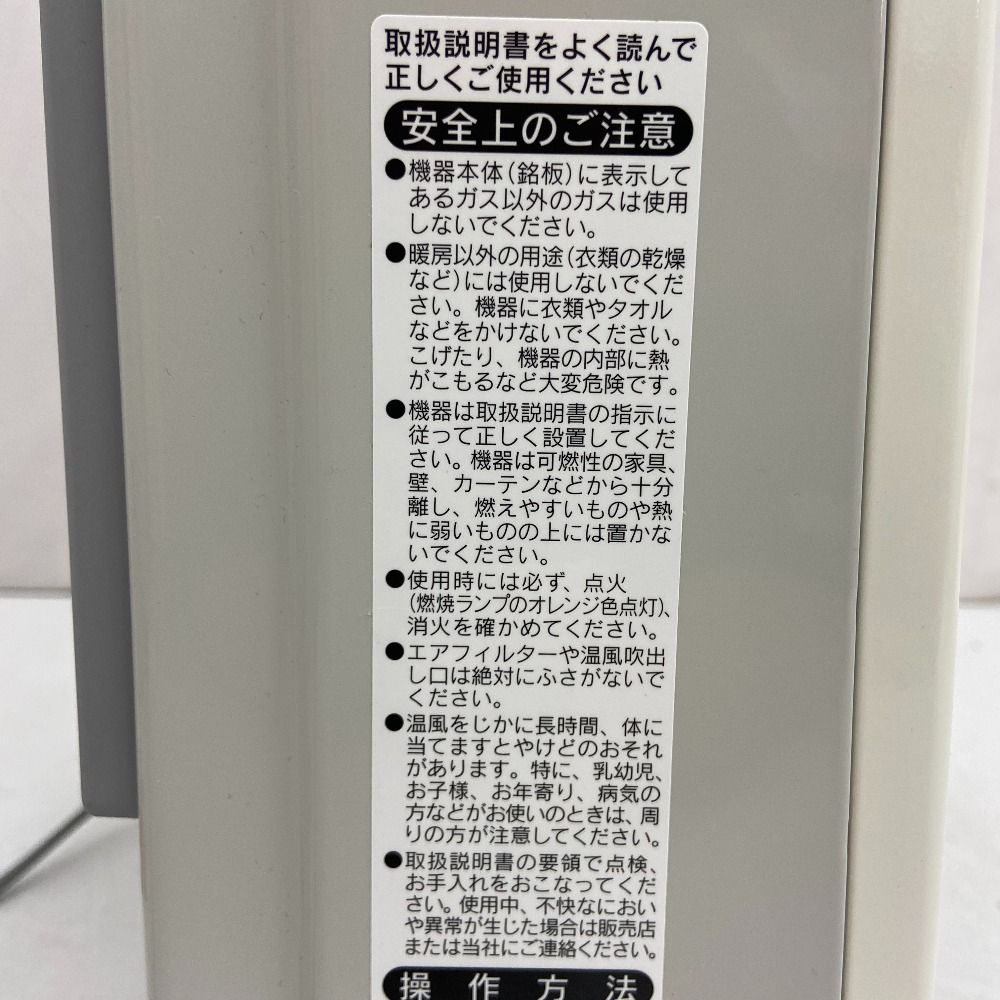 取扱説明書をよく読んで
正しくご使用ください
安全上のご注意
●機器本体(銘板)に表示して
あるガス以外のガスは使用
しないでください。
●暖房以外の用途(衣類の乾燥
など)には使用しないでくだ
さい。機器に衣類やタオル
などをかけないでください。
こげたり、機器の内部に熱
がこもるなど大変危険です。
●機器は取扱説明書の指示に
従って正しく設置してくだ
さい。機器は可燃性の家具、
壁、カーテンなどから十分
離し、燃えやすいものや熱
に弱いものの上には置かな
いでください。
●使用時には必ず、点火
(燃焼ランプのオレンジ色点灯)、
消火を確かめてください。
●エアフィルターや温風吹出
し口は絶対にふさがないで
ください。
●温風をじかに長時間、体に
当てますとやけどのおそれ
があります。特に、乳幼児、
お子様、お年寄り、病気の
方などがお使いのときは、周
りの方が注意してください。
●取扱説明書の要領で点検、
お手入れをおこなってくだ
さい。使用中、不快なにおい
や異常が生じた場合は販売店
または当社にご連絡ください。
操作方法